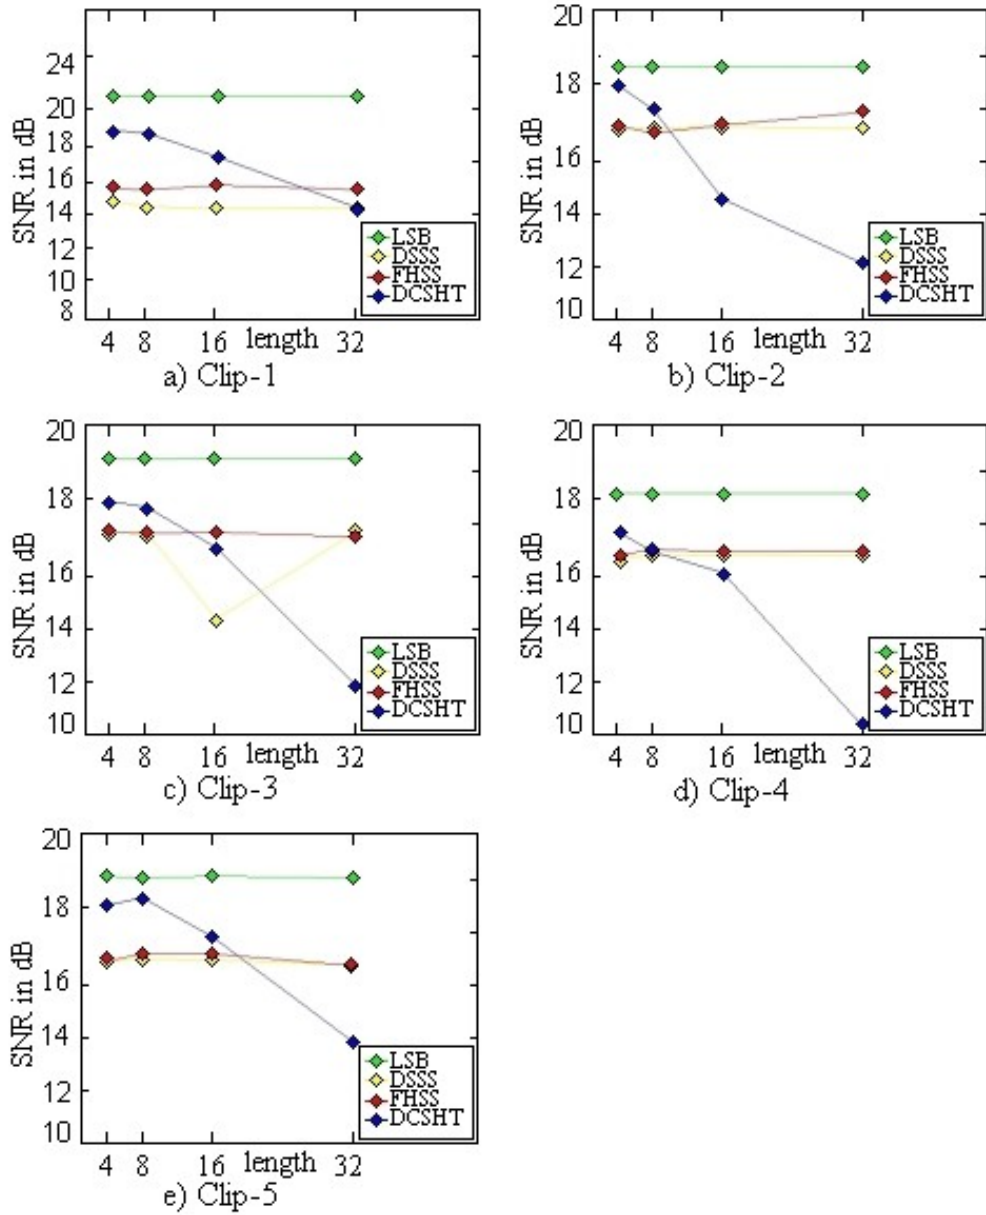 SNR in dB
24
20
18
16
14
12
10
8
LSB
DSSS
FHSS
DCSHT
4 8 16 length 32
a) Clip-1
SNR in dB
20
18
16
14
12
10
LSB
DSSS
FHSS
DCSHT
4 8 16 length 32
b) Clip-2
SNR in dB
20
18
16
14
12
10
LSB
DSSS
FHSS
DCSHT
4 8 16 length 32
c) Clip-3
SNR in dB
20
18
16
14
12
10
LSB
DSSS
FHSS
DCSHT
4 8 16 length 32
d) Clip-4
SNR in dB
20
18
16
14
12
10
LSB
DSSS
FHSS
DCSHT
4 8 16 length 32
e) Clip-5